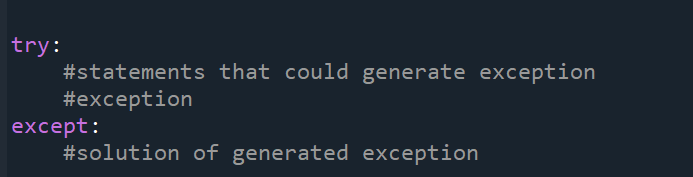 try:
    #statements that could generate exception
    #exception
except:
    #solution of generated exception